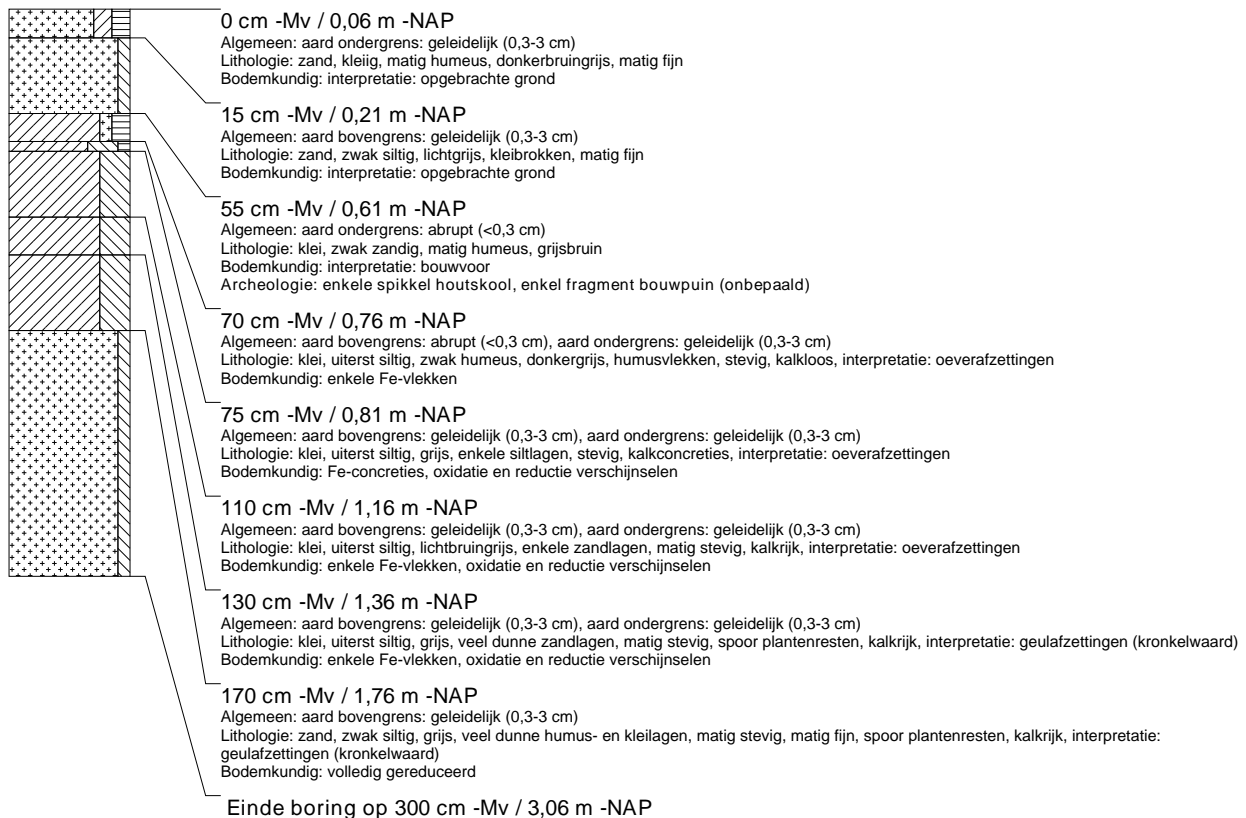 0 cm -Mv / 0,06 m -NAP
Algemeen: aard ondergrens: geleidelijk (0,3-3 cm)
Lithologie: zand, kleiig, matig humeus, donkerbruingrijs, matig fijn
Bodemkundig: interpretatie: opgebrachte grond
15 cm -Mv / 0,21 m -NAP
Algemeen: aard bovengrens: geleidelijk (0,3-3 cm)
Lithologie: zand, zwak siltig, lichtgrijs, kleibrokken, matig fijn
Bodemkundig: interpretatie: opgebrachte grond
55 cm -Mv / 0,61 m -NAP
Algemeen: aard ondergrens: abrupt (<0,3 cm)
Lithologie: klei, zwak zandig, matig humeus, grijsbruin
Bodemkundig: interpretatie: bouwvoor
Archeologie: enkele spikkel houtskool, enkel fragment bouwpuin (onbepaald)
70 cm -Mv / 0,76 m -NAP
Algemeen: aard bovengrens: abrupt (<0,3 cm), aard ondergrens: geleidelijk (0,3-3 cm)
Lithologie: klei, uiterst siltig, zwak humeus, donkergrijs, humusvlekken, stevig, kalkloos, interpretatie: oeverafzettingen
Bodemkundig: enkele Fe-vlekken
75 cm -Mv / 0,81 m -NAP
Algemeen: aard bovengrens: geleidelijk (0,3-3 cm), aard ondergrens: geleidelijk (0,3-3 cm)
Lithologie: klei, uiterst siltig, grijs, enkele siltlagen, stevig, kalkconcreties, interpretatie: oeverafzettingen
Bodemkundig: Fe-concreties, oxidatie en reductie verschijnselen
110 cm -Mv / 1,16 m -NAP
Algemeen: aard bovengrens: geleidelijk (0,3-3 cm), aard ondergrens: geleidelijk (0,3-3 cm)
Lithologie: klei, uiterst siltig, lichtbruingrijs, enkele zandlagen, matig stevig, kalkrijk, interpretatie: oeverafzettingen
Bodemkundig: enkele Fe-vlekken, oxidatie en reductie verschijnselen
130 cm -Mv / 1,36 m -NAP
Algemeen: aard bovengrens: geleidelijk (0,3-3 cm), aard ondergrens: geleidelijk (0,3-3 cm)
Lithologie: klei, uiterst siltig, grijs, veel dunne zandlagen, matig stevig, spoor plantenresten, kalkrijk, interpretatie: geulafzettingen (kronkelwaard)
Bodemkundig: enkele Fe-vlekken, oxidatie en reductie verschijnselen
170 cm -Mv / 1,76 m -NAP
Algemeen: aard bovengrens: geleidelijk (0,3-3 cm)
Lithologie: zand, zwak siltig, grijs, veel dunne humus- en kleilagen, matig stevig, matig fijn, spoor plantenresten, kalkrijk, interpretatie:
geulafzettingen (kronkelwaard)
Bodemkundig: volledig gereduceerd
Einde boring op 300 cm -Mv / 3,06 m -NAP